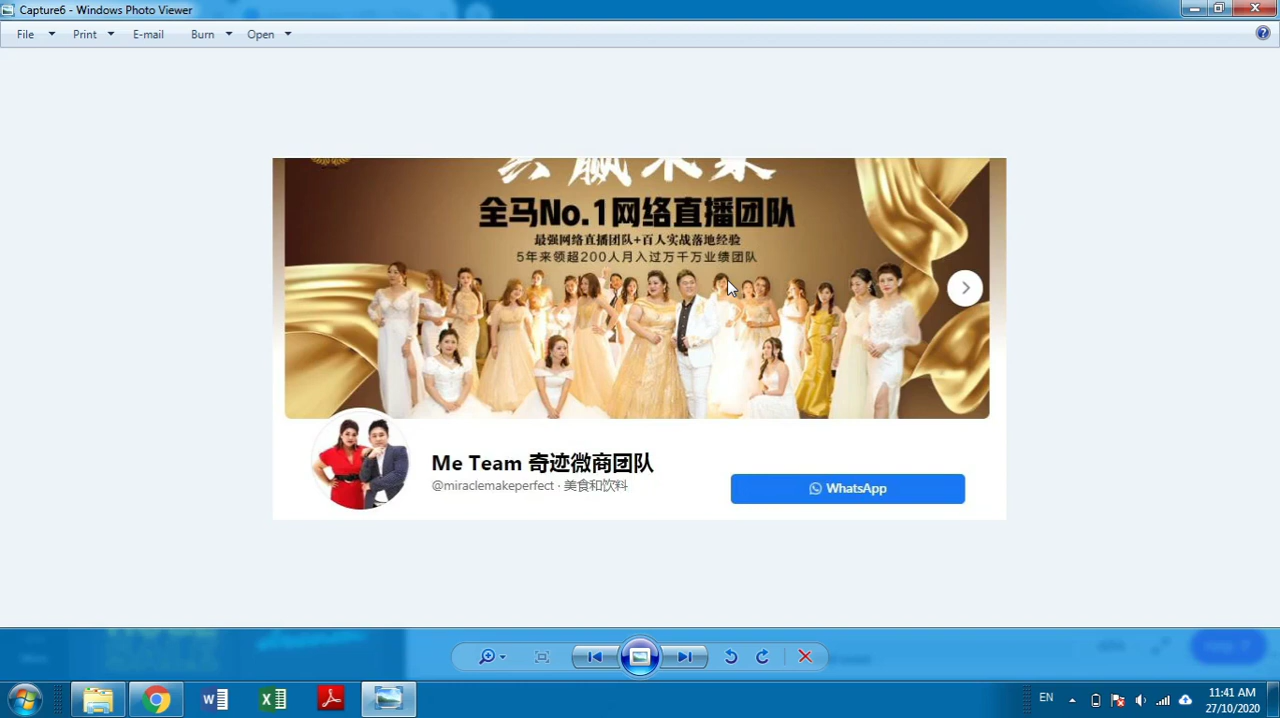 Capture6 - Windows Photo Viewer
File Print E-mail Burn Open
共赢未来
全马No.1网络直播团队
最强网络直播团队+百人实战落地经验
5年来领超200人月入过万千万业绩团队
Me Team 奇迹微商团队
@miraclemakeperfect · 美食和饮料
WhatsApp
EN
11:41 AM
27/10/2020